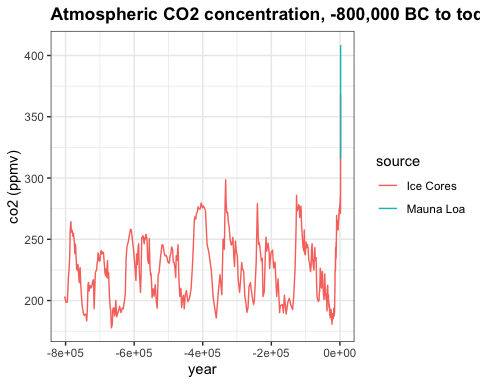 Atmospheric CO2 concentration, -800,000 BC to tod
400
350
300
250
200
co2 (ppmv)
-8e+05 -6e+05 -4e+05 -2e+05 0e+00
year
source
Ice Cores
Mauna Loa